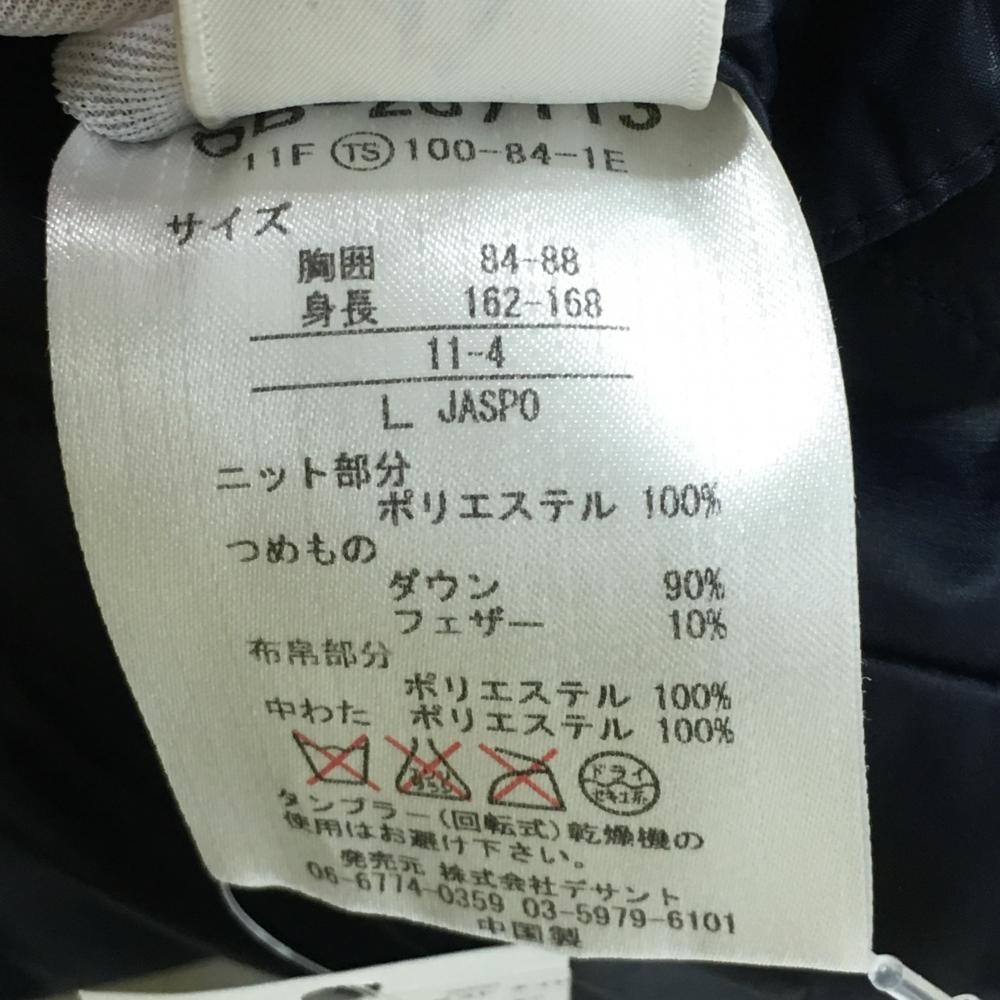 11F TS 100-84-1E
サイズ
胸囲 84-88
身長 162-168
11-4
L JASPO
ニット部分
ポリエステル 100%
つめもの
ダウン 90%
フェザー 10%
布帛部分
ポリエステル 100%
中わた ポリエステル 100%
ドライ
セキユ系
タンブラー(回転式)乾燥機の
使用はお避け下さい。
発売元 株式会社デサント
06-6774-0359 03-5979-6101
中国製